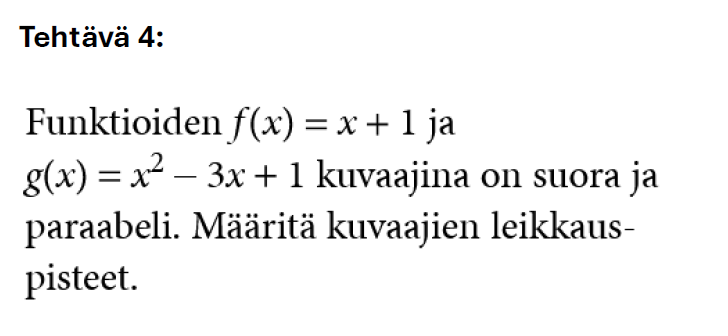 Tehtävä 4:
Funktioiden f(x) = x + 1 ja
g(x) = x² − 3x + 1 kuvaajina on suora ja
paraabeli. Määritä kuvaajien leikkaus-
pisteet.